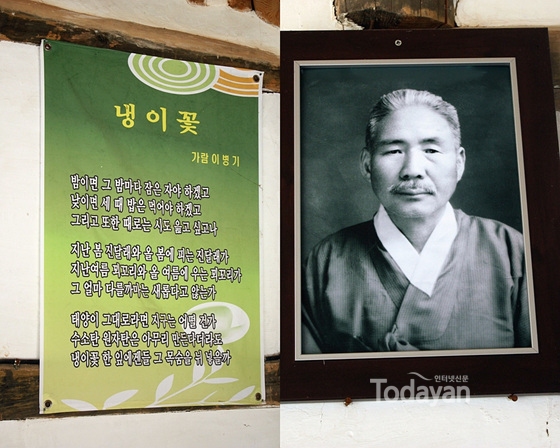 냉이꽃
가람 이병기
밤이면 그 밤마다 잠은 자야 하겠고
낮이면 세 때 밥은 먹어야 하겠고
그리고 또한 때로는 시도 읊고 싶고나
지난 봄 진달래와 올 봄에 피는 진달래가
지난여름 꾀꼬리와 올 여름에 우는 꾀꼬리가
그 얼마 다를까마는 새롭다고 않는가
태양이 그대로라면 지구는 어떨 건가
수소탄 원자탄은 아무리 만든다더라도
냉이꽃 한 잎에겐들 그 목숨을 뉘 넣을까
인터넷신문
Todayan